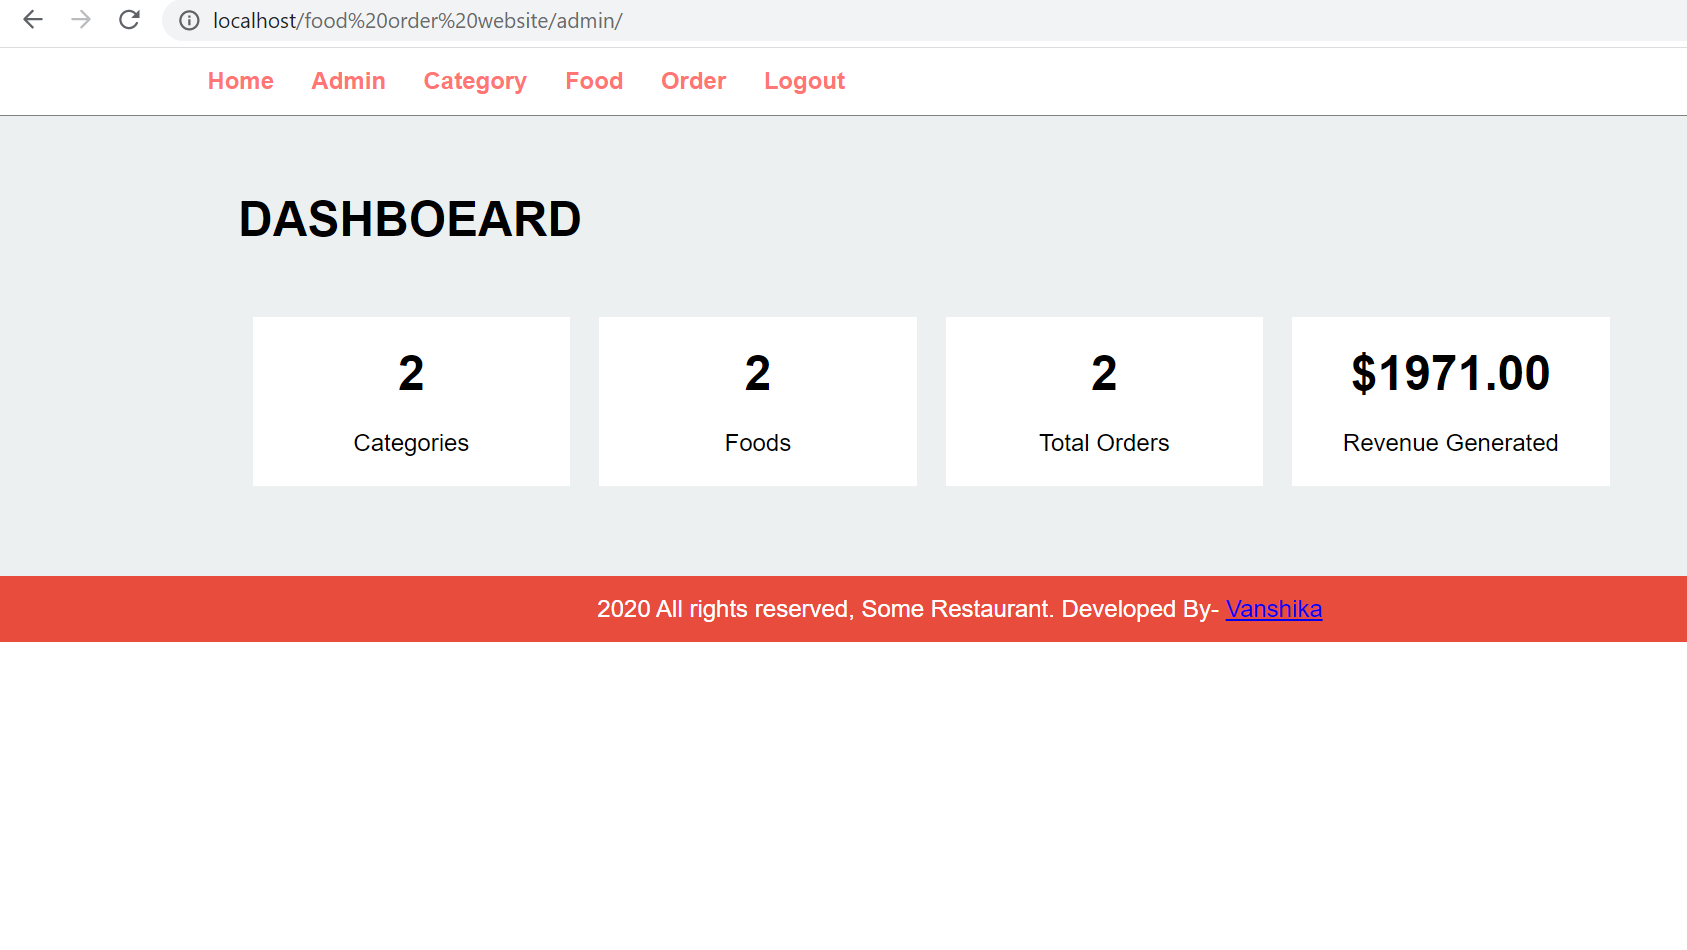 localhost/food%20order%20website/admin/
Home Admin Category Food Order Logout
DASHBOEARD
2 2 2 $1971.00
Categories Foods Total Orders Revenue Generated
2020 All rights reserved, Some Restaurant. Developed By- Vanshika